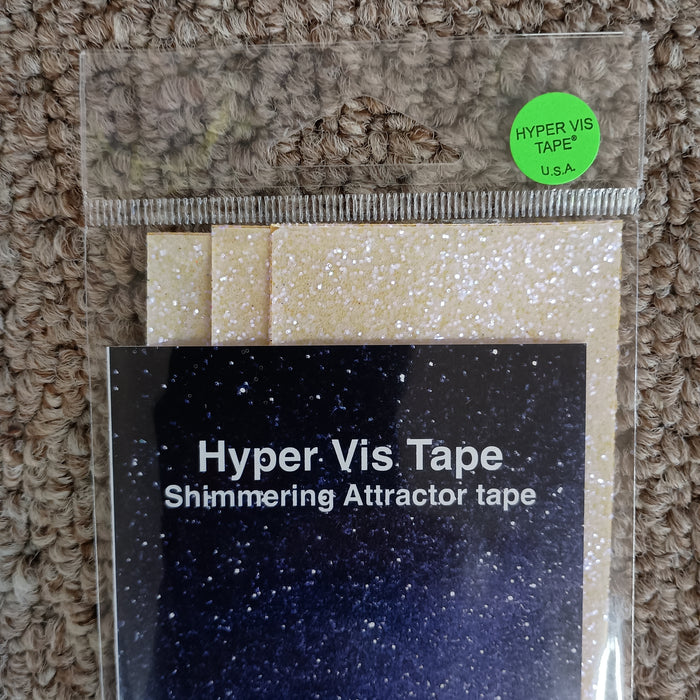 HYPER VIS
TAPE®
U.S.A.
Hyper Vis Tape
Shimmering Attractor tape